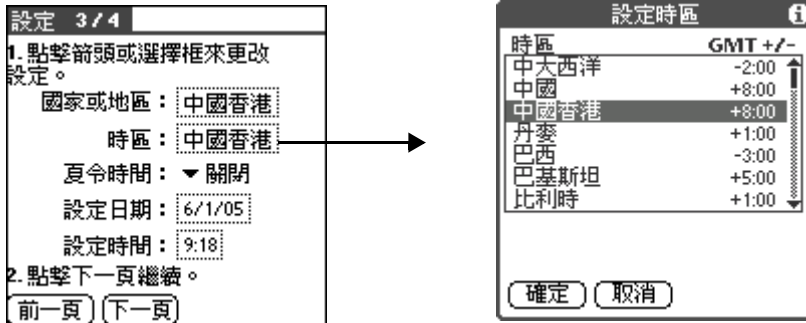 設定 3/4
1. 點擊箭頭或選擇框來更改
設定。
國家或地區：中國香港
時區：中國香港
夏令時間：關閉
設定日期：6/1/05
設定時間：9:18
2. 點擊下一頁繼續。
前一頁 下一頁
設定時區 i
時區 GMT +/-
中大西洋 -2:00
中國 +8:00
中國香港 +8:00
丹麥 +1:00
巴西 -3:00
巴基斯坦 +5:00
比利時 +1:00
確定 取消